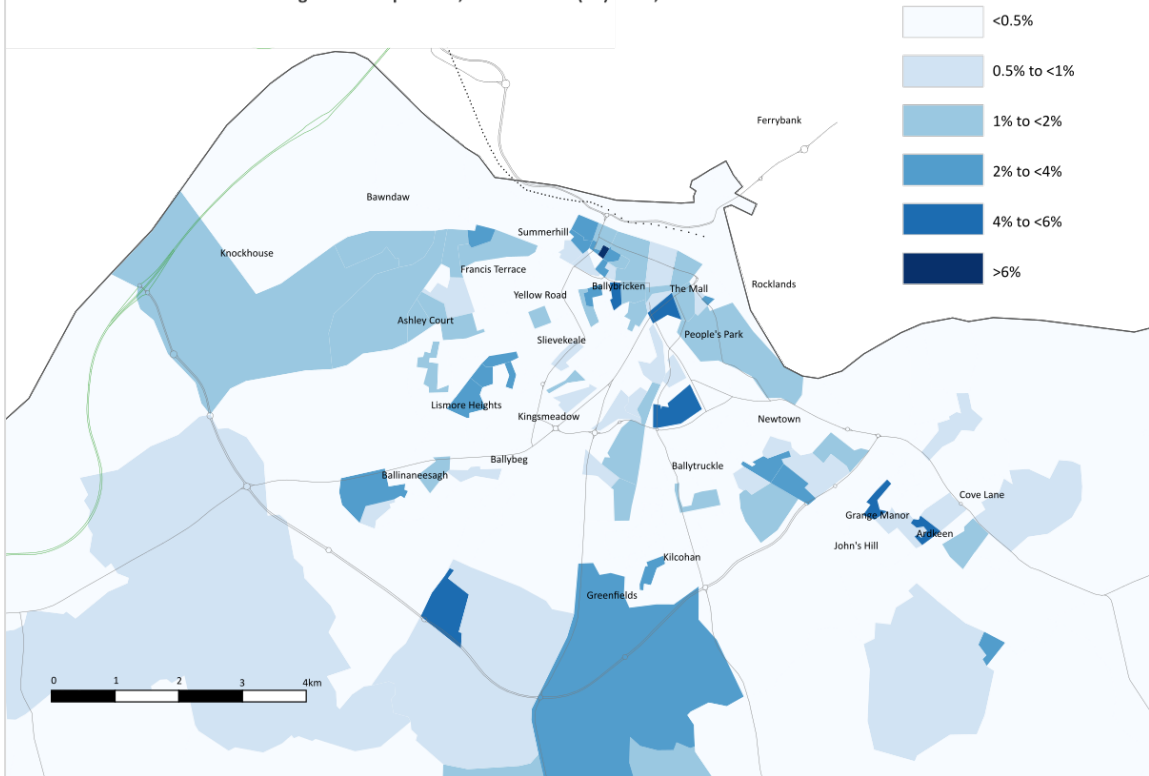 <0.5%
0.5% to <1%
1% to <2%
2% to <4%
4% to <6%
>6%
Ferrybank
Bawndaw
Summerhill
Knockhouse
Francis Terrace
Rocklands
Ballybricken
The Mall
Yellow Road
Ashley Court
People's Park
Slievekeale
Lismore Heights
Kingsmeadow
Newtown
Ballybeg
Ballytruckle
Ballinaneesagh
Cove Lane
Grange Manor
Ardkeen
John's Hill
Kilcohan
Greenfields
0 1 2 3 4km